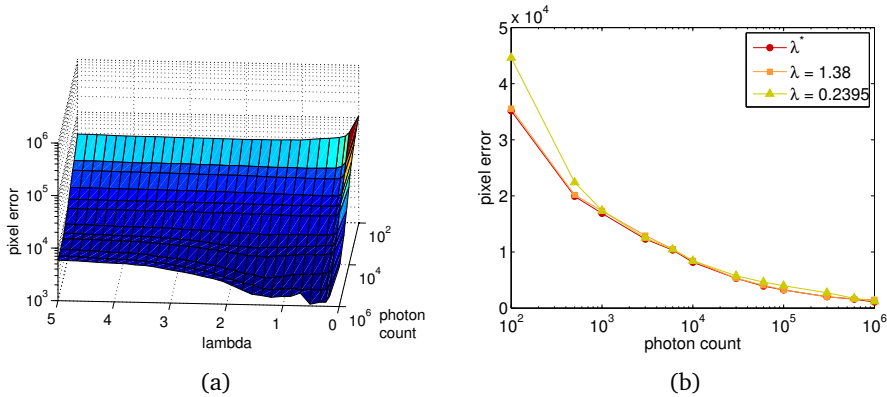 10^6
10^5
10^4
10^3
pixel error
5
4
3
2
1
0
lambda
10^2
10^4
10^6
photon
count
(a)
5 x 10^4
4
3
2
1
0
pixel error
10^2
10^3
10^4
10^5
10^6
photon count
λ*
λ = 1.38
λ = 0.2395
(b)